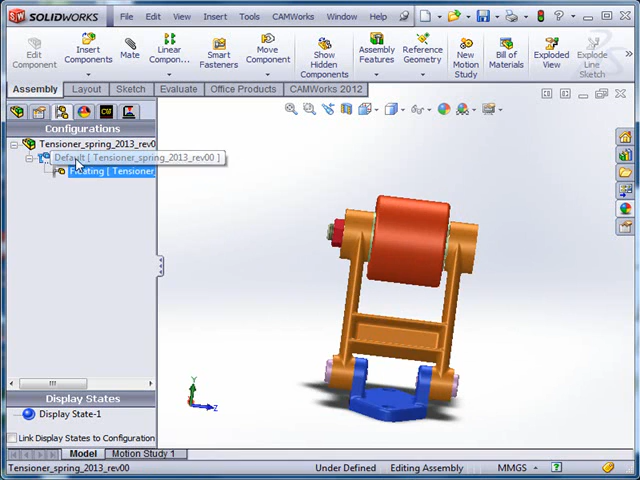 SOLIDWORKS File Edit View Insert Tools CAMWorks Window Help
Edit Component
Insert Components
Mate
Linear Compon...
Smart Fasteners
Move Component
Show Hidden Components
Assembly Features
Reference Geometry
New Motion Study
Bill of Materials
Exploded View
Explode Line Sketch
Assembly Layout Sketch Evaluate Office Products CAMWorks 2012
Configurations
Tensioner_spring_2013_rev0
Default [ Tensioner_spring_2013_rev00 ]
Floating [ Tensioner_
Y
Z
Display States
Display State-1
Link Display States to Configuration
Model Motion Study 1
Tensioner_spring_2013_rev00 Under Defined Editing Assembly MMGS